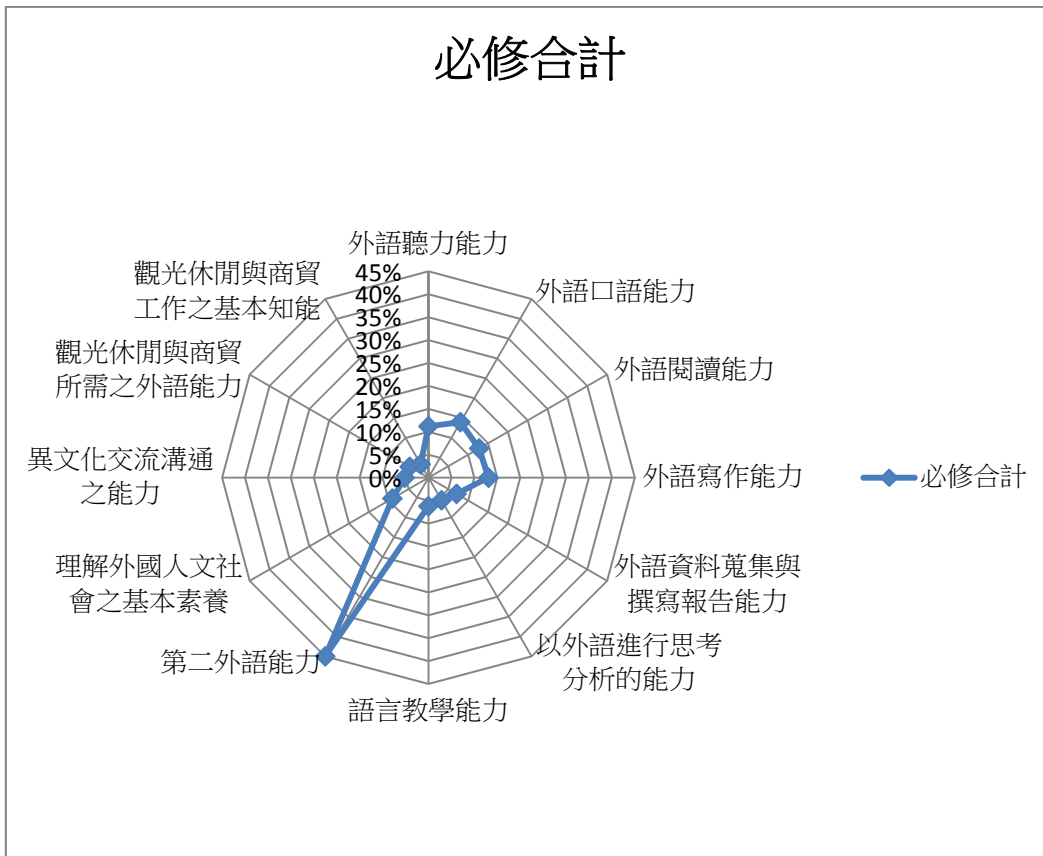 必修合計
外語聽力能力
外語口語能力
外語閱讀能力
外語寫作能力
外語資料蒐集與
撰寫報告能力
以外語進行思考
分析的能力
語言教學能力
第二外語能力
理解外國人文社
會之基本素養
異文化交流溝通
之能力
觀光休閒與商貿
所需之外語能力
觀光休閒與商貿
工作之基本知能
45%
40%
35%
30%
25%
20%
15%
10%
5%
0%
必修合計